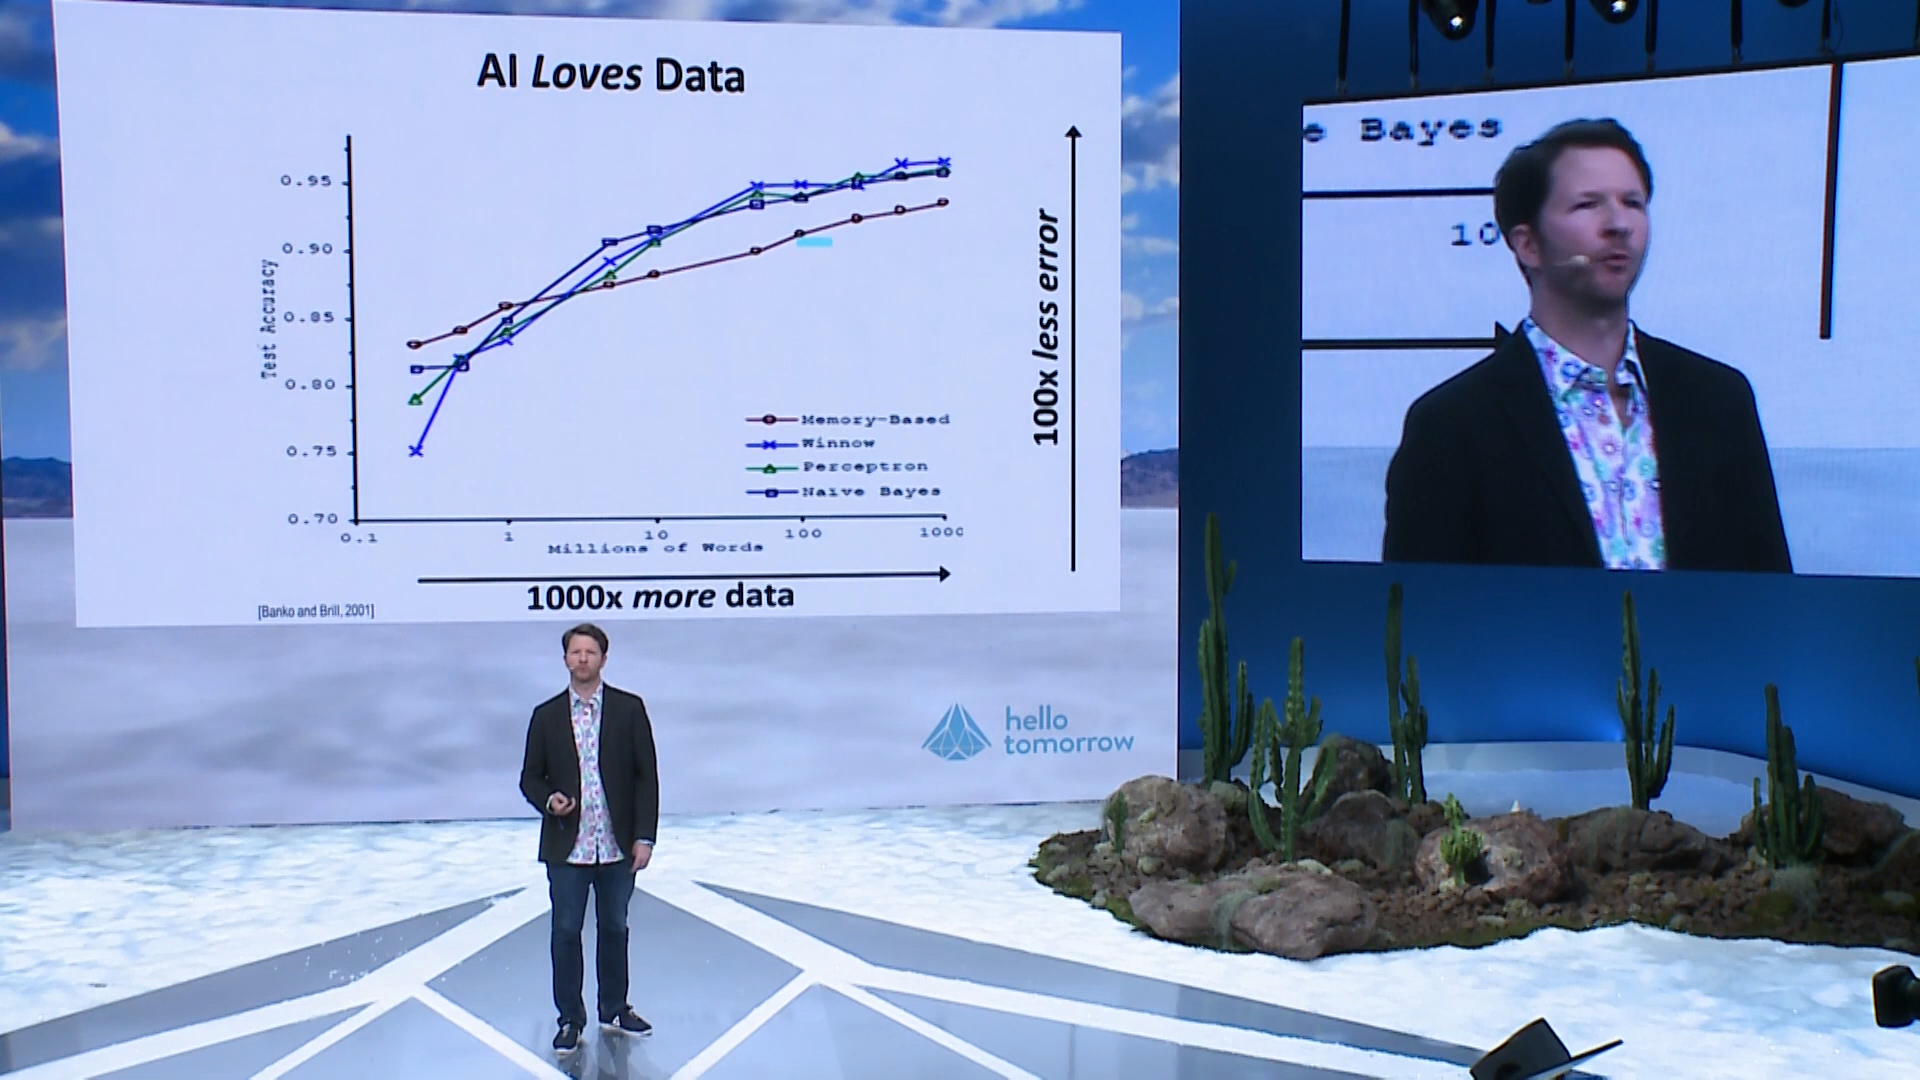 AI Loves Data
0.95
0.90
0.85
0.80
0.75
0.70
Test Accuracy
Memory-Based
Winnow
Perceptron
Naïve Bayes
0.1
1
10
100
1000
Millions of Words
1000x more data
100x less error
[Banko and Brill, 2001]
hello
tomorrow
e Bayes
10